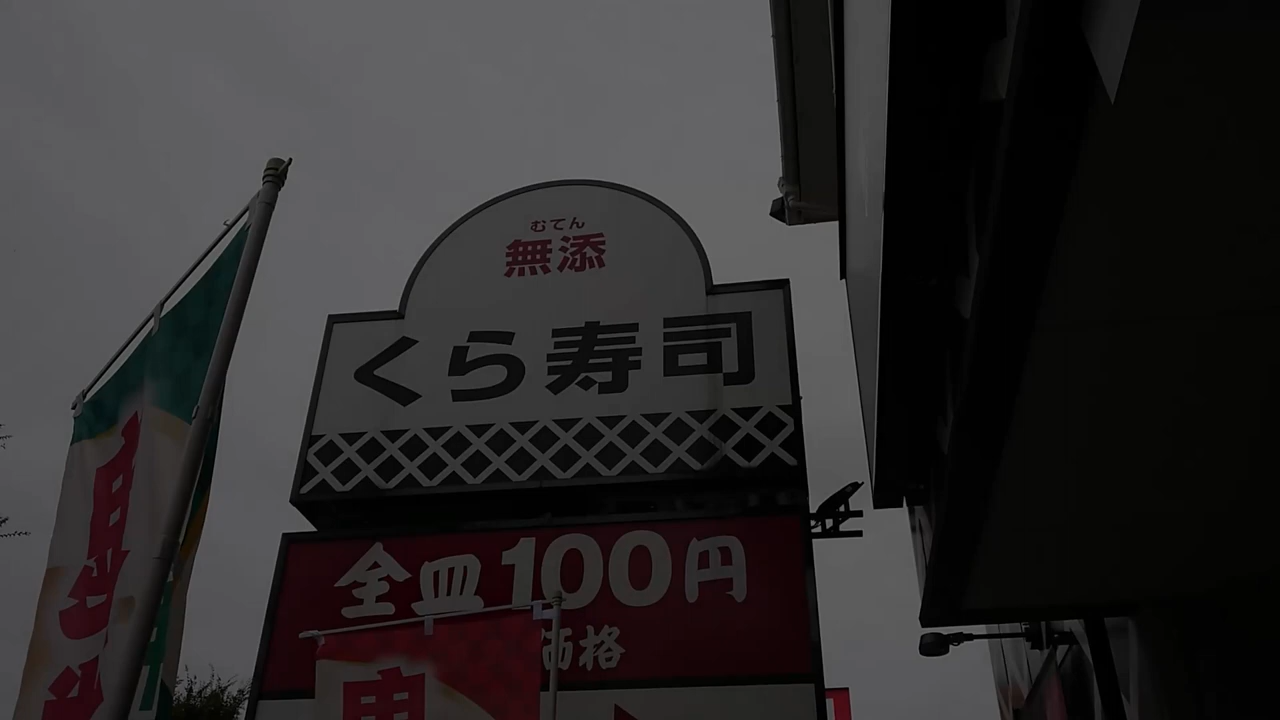 むてん
無添
くら寿司
全皿100円
価格